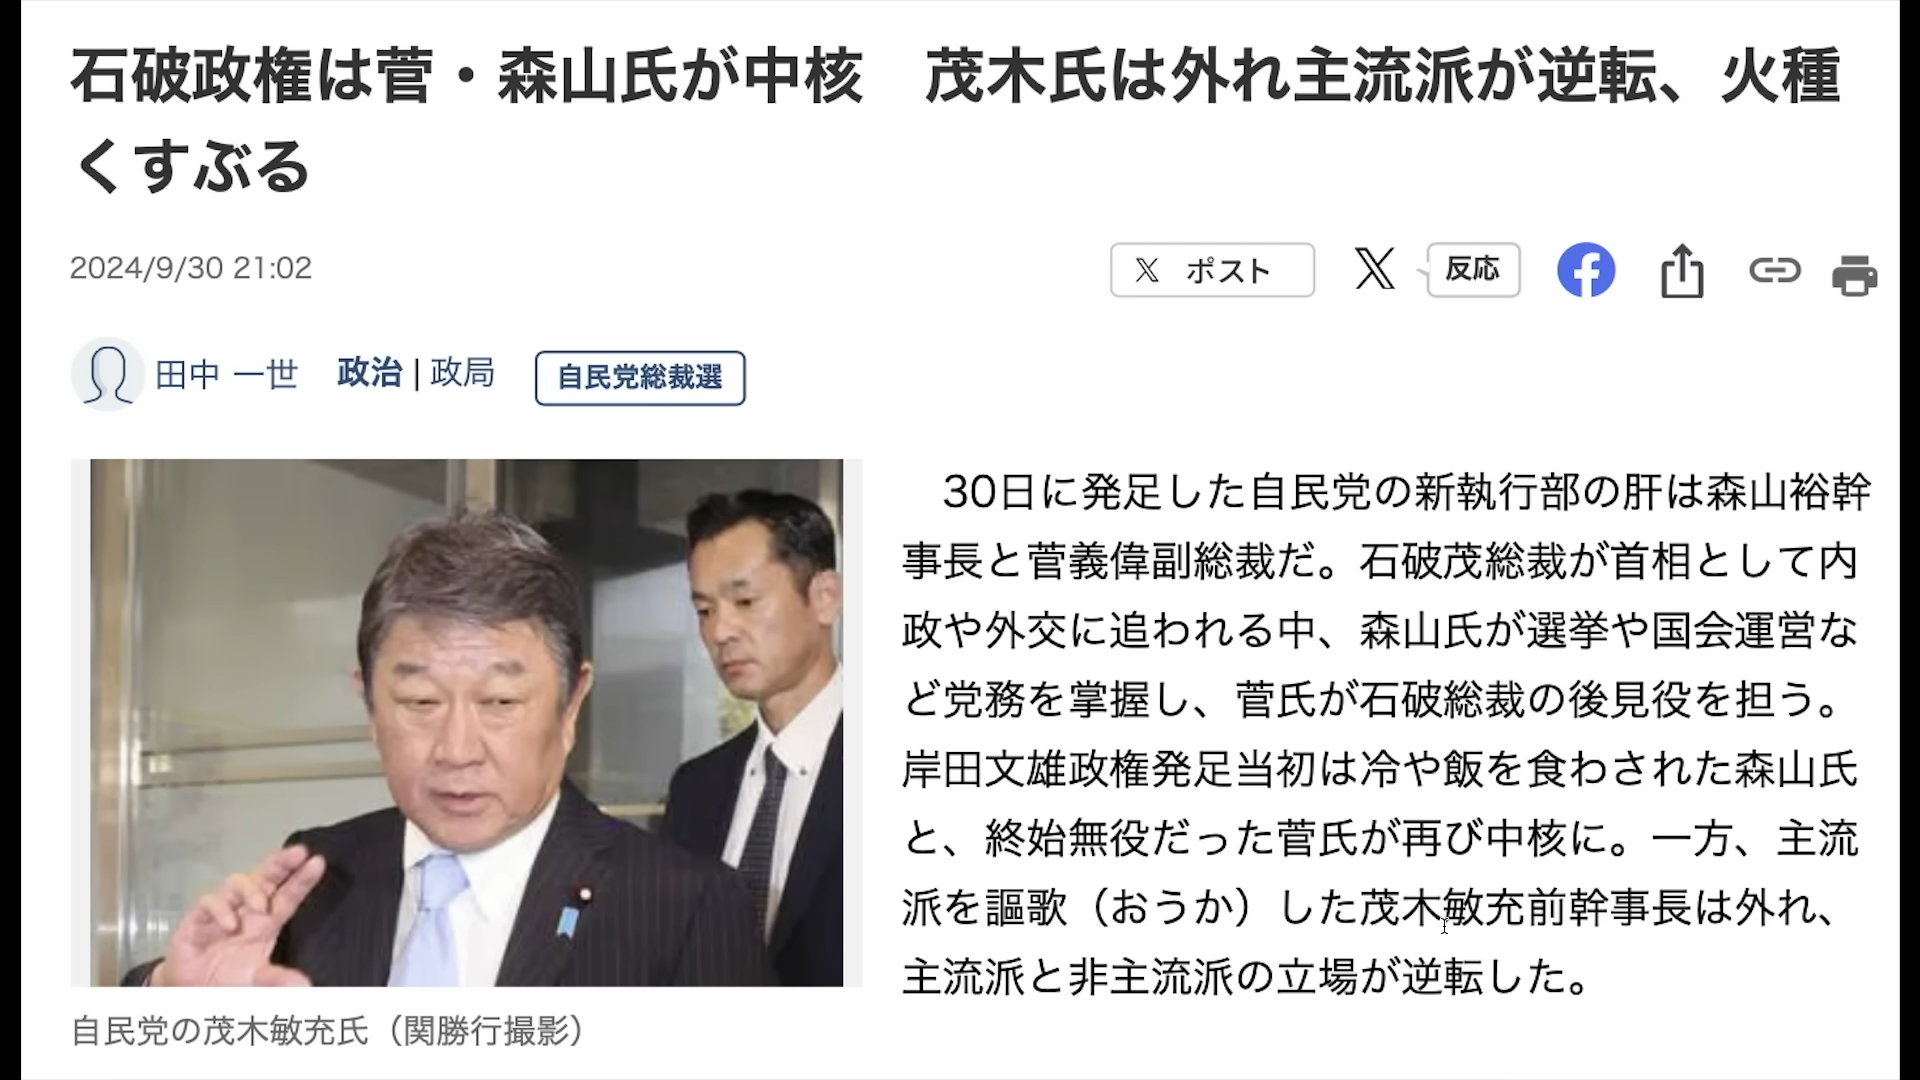 石破政権は菅・森山氏が中核　茂木氏は外れ主流派が逆転、火種
くすぶる
2024/9/30 21:02
X ポスト
X 反応
田中 一世 政治 | 政局 自民党総裁選
30日に発足した自民党の新執行部の肝は森山裕幹
事長と菅義偉副総裁だ。石破茂総裁が首相として内
政や外交に追われる中、森山氏が選挙や国会運営な
ど党務を掌握し、菅氏が石破総裁の後見役を担う。
岸田文雄政権発足当初は冷や飯を食わされた森山氏
と、終始無役だった菅氏が再び中核に。一方、主流
派を謳歌（おうか）した茂木敏充前幹事長は外れ、
主流派と非主流派の立場が逆転した。
自民党の茂木敏充氏（関勝行撮影）